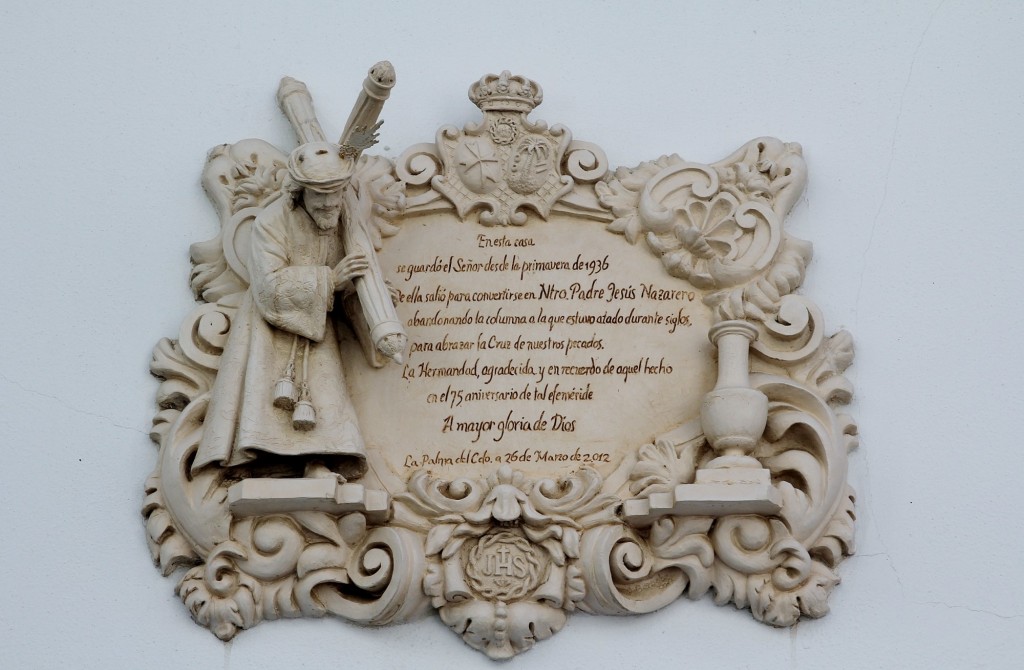 En esta casa
se guardó el Señor desde la primavera de 1936
De ella salió para convertirse en Ntro. Padre Jesús Nazareno
abandonando la columna a la que estuvo atado durante siglos,
para abrazar la Cruz de nuestros pecados.
La Hermandad, agradecida y en recuerdo de aquel hecho
en el 75 aniversario de tal efeméride
A mayor gloria de Dios
La Palma del Cdo. a 26 de Marzo de 2.012
JHS